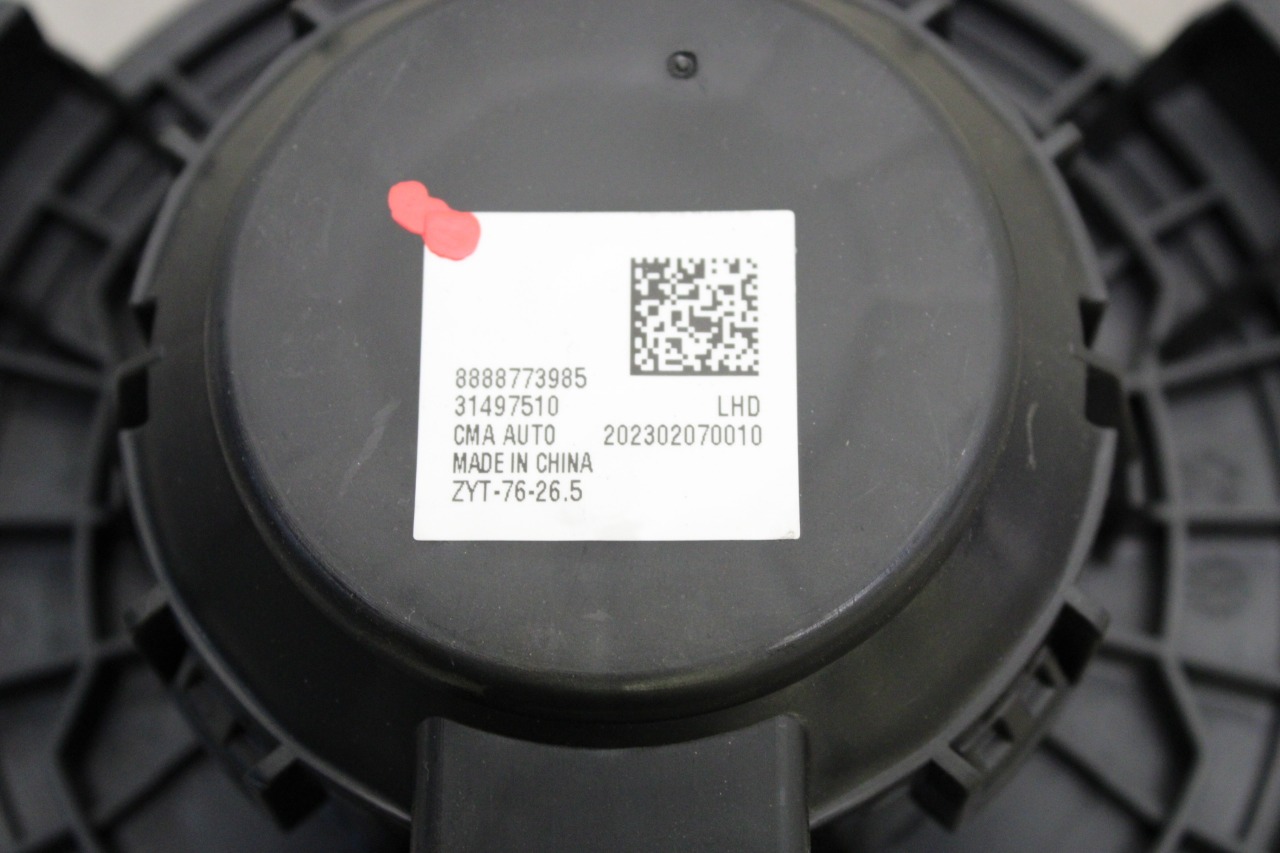 8888773985
31497510 LHD
CMA AUTO 202302070010
MADE IN CHINA
ZYT-76-26.5